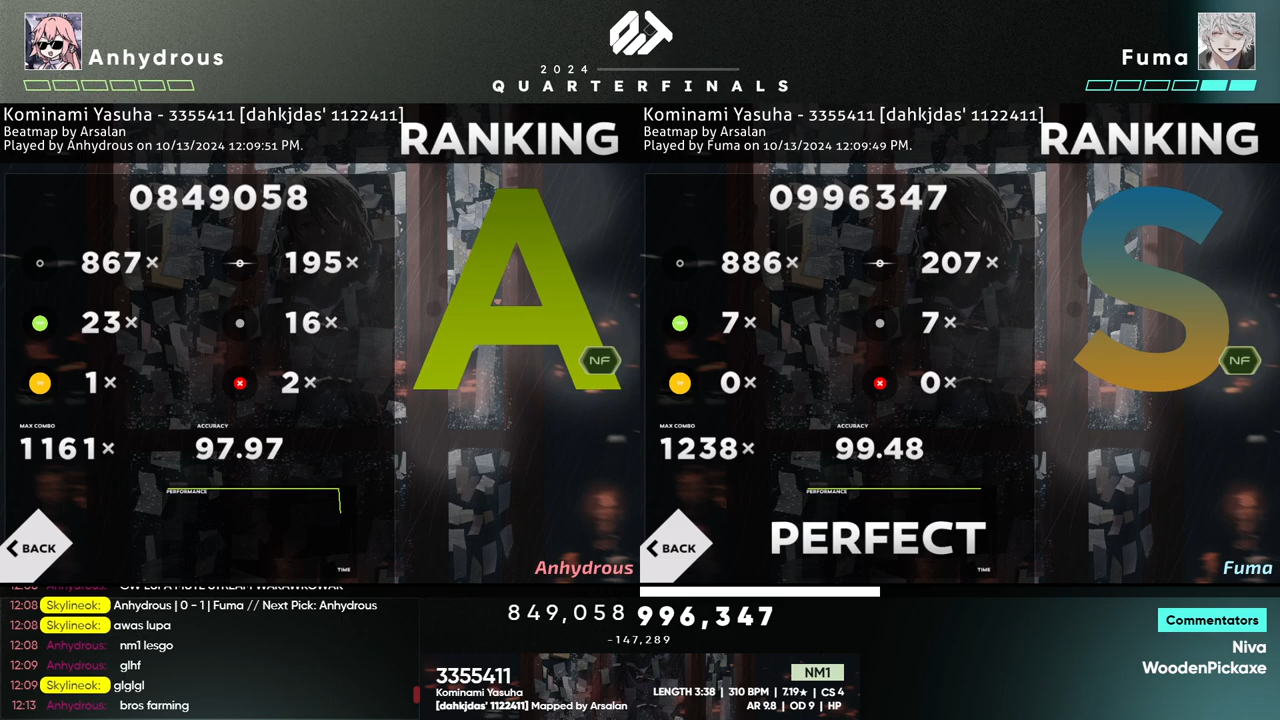 Anhydrous
2024
QUARTERFINALS
Fuma
Kominami Yasuha - 3355411 [dahkjdas' 1122411]
Beatmap by Arsalan
Played by Anhydrous on 10/13/2024 12:09:51 PM.
RANKING
0849058
867× 195×
23× 16×
1× 2×
MAX COMBO ACCURACY
1161× 97.97
PERFORMANCE
TIME
A
NF
BACK
Anhydrous
Kominami Yasuha - 3355411 [dahkjdas' 1122411]
Beatmap by Arsalan
Played by Fuma on 10/13/2024 12:09:49 PM.
RANKING
0996347
886× 207×
7× 7×
0× 0×
MAX COMBO ACCURACY
1238× 99.48
PERFORMANCE
PERFECT
TIME
S
NF
BACK
Fuma
12:08 Skylineok: Anhydrous | 0 - 1 | Fuma // Next Pick: Anhydrous
12:08 Skylineok: awas lupa
12:08 Anhydrous: nm1 lesgo
12:09 Anhydrous: glhf
12:09 Skylineok: glglgl
12:13 Anhydrous: bros farming
849,058 996,347
-147,289
3355411
Kominami Yasuha
[dahkjdas' 1122411] Mapped by Arsalan
NM1
LENGTH 3:38 | 310 BPM | 7.19★ | CS 4
AR 9.8 | OD 9 | HP
Commentators
Niva
WoodenPickaxe